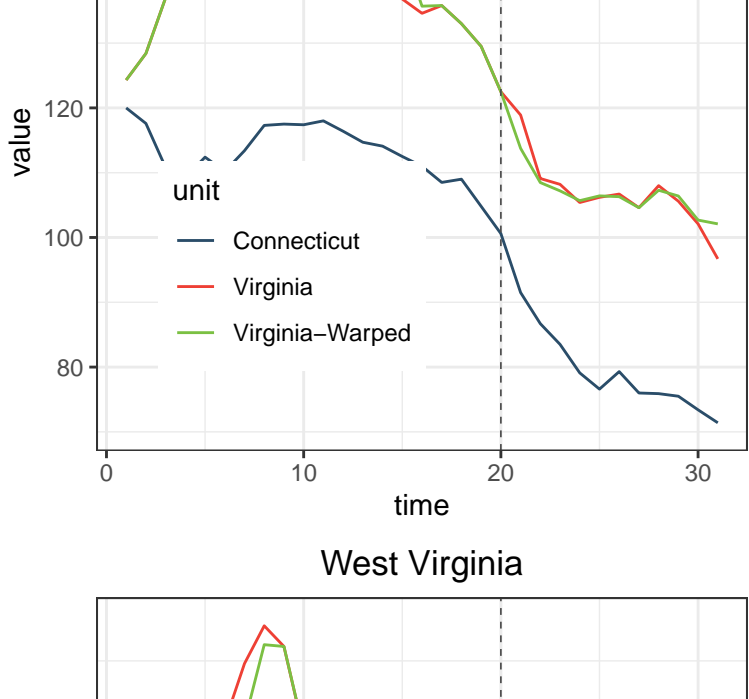 120
100
80
value
unit
Connecticut
Virginia
Virginia−Warped
0 10 20 30
time
West Virginia